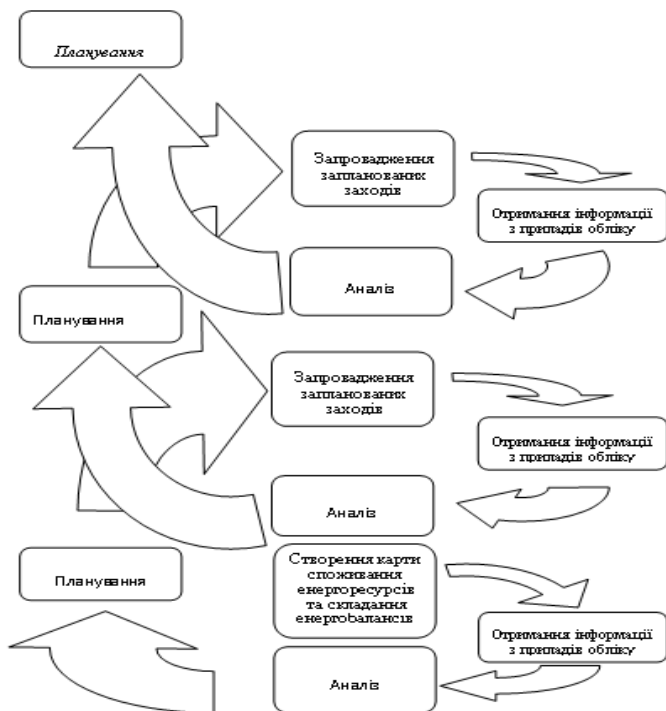 Планування
Запровадження
запланованих
заходів
Отримання інформації
з приладів обліку
Аналіз
Планування
Запровадження
запланованих
заходів
Отримання інформації
з приладів обліку
Аналіз
Планування
Створення карти
споживання
енергоресурсів
та складання
енергобалансів
Отримання інформації
з приладів обліку
Аналіз